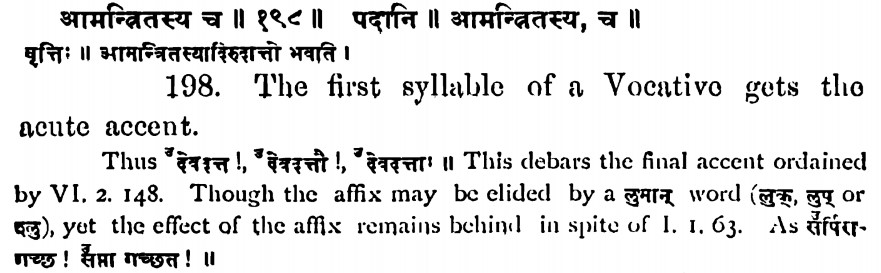 आमन्त्रितस्य च ॥ १९८ ॥ पदानि ॥ आमन्त्रितस्य, च ॥
वृत्तिः ॥ आमन्त्रितस्यादिरुदात्तो भवति ।
198. The first syllable of a Vocative gets the
acute accent.
Thus दे॑वदत्त !, दे॑वदत्तौ !, दे॑वदत्ताः ॥ This debars the final accent ordained
by VI. 2. 148. Though the affix may be elided by a लुमान् word (लुक्, लुप् or
श्लु), yet the effect of the affix remains behind in spite of I. 1. 63. As स॑र्पिरा-
गच्छ ! स॑प्ता गच्छत ! ॥